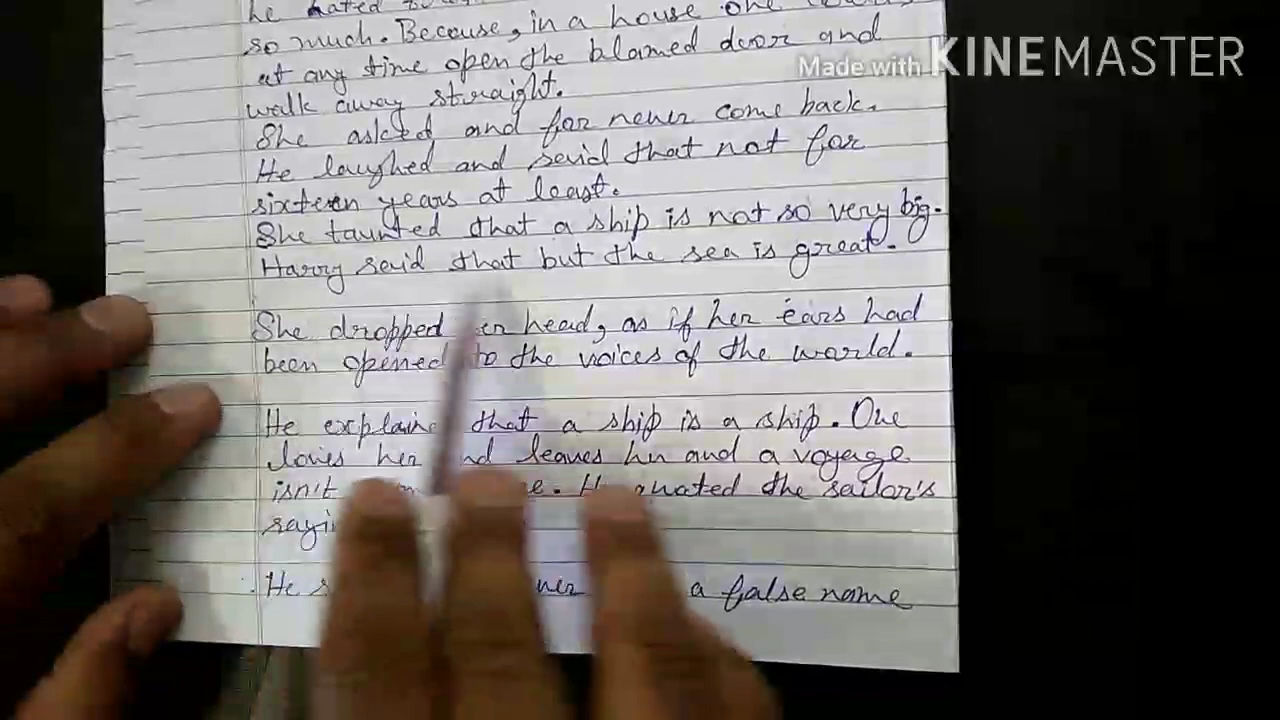 he hated
so much. Because, in a house one
at any time open the blamed door and
walk away straight.
She asked and for never come back.
He laughed and said that not for
sixteen years at least.
She taunted that a ship is not so very big.
Harry said that but the sea is great.
She dropped head, as if her ears had
been opened to the voices of the world.
He that a ship is a ship. One
loves her leaves her and a voyage
isn't quated the sailor's
He a false name
Made with KINEMASTER